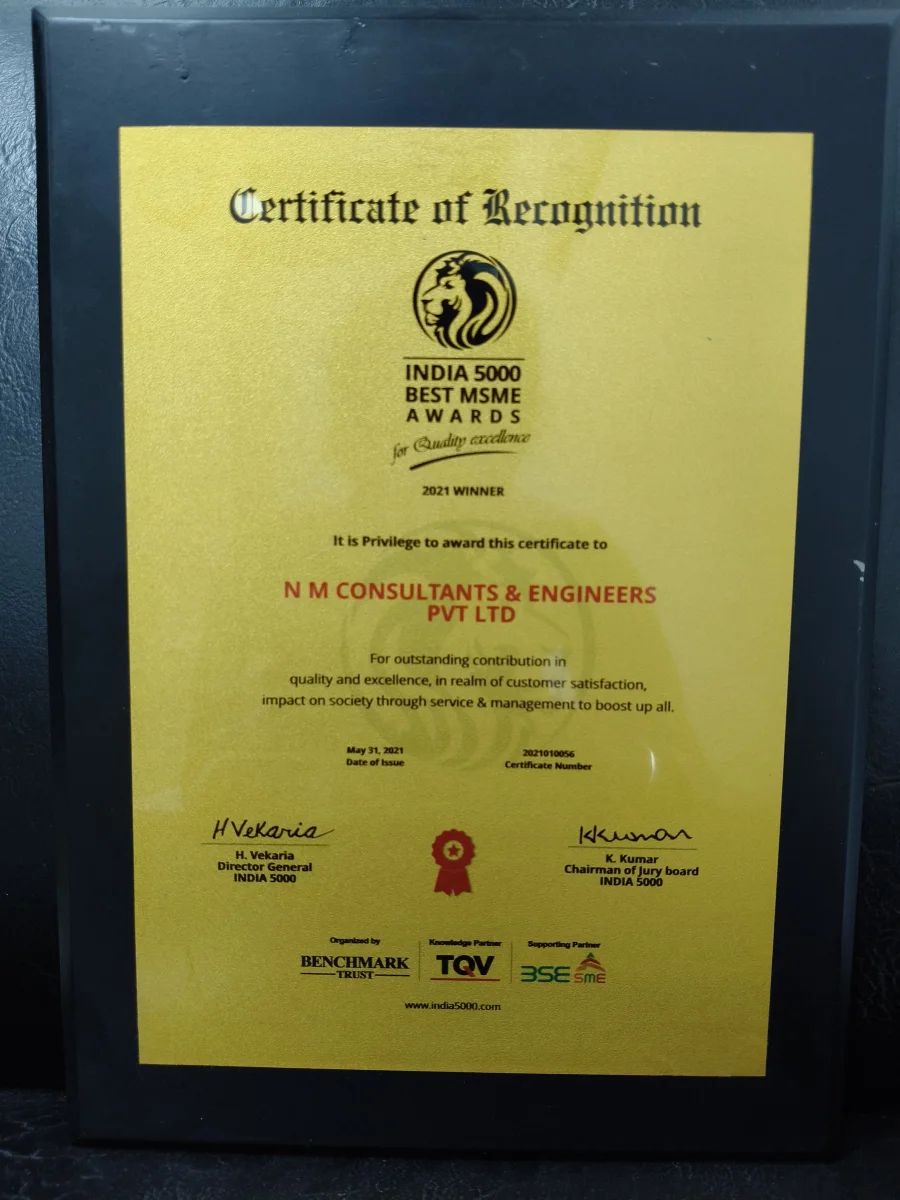 Certificate of Recognition
INDIA 5000
BEST MSME
AWARDS
for Quality excellence
2021 WINNER
It is Privilege to award this certificate to
N M CONSULTANTS & ENGINEERS
PVT LTD
For outstanding contribution in
quality and excellence, in realm of customer satisfaction,
impact on society through service & management to boost up all.
May 31, 2021
Date of Issue
2021010056
Certificate Number
H Vekaria
H. Vekaria
Director General
INDIA 5000
KKumar
K. Kumar
Chairman of Jury board
INDIA 5000
Organized by
BENCHMARK
TRUST
Knowledge Partner
TQV
Supporting Partner
BSE SME
www.india5000.com